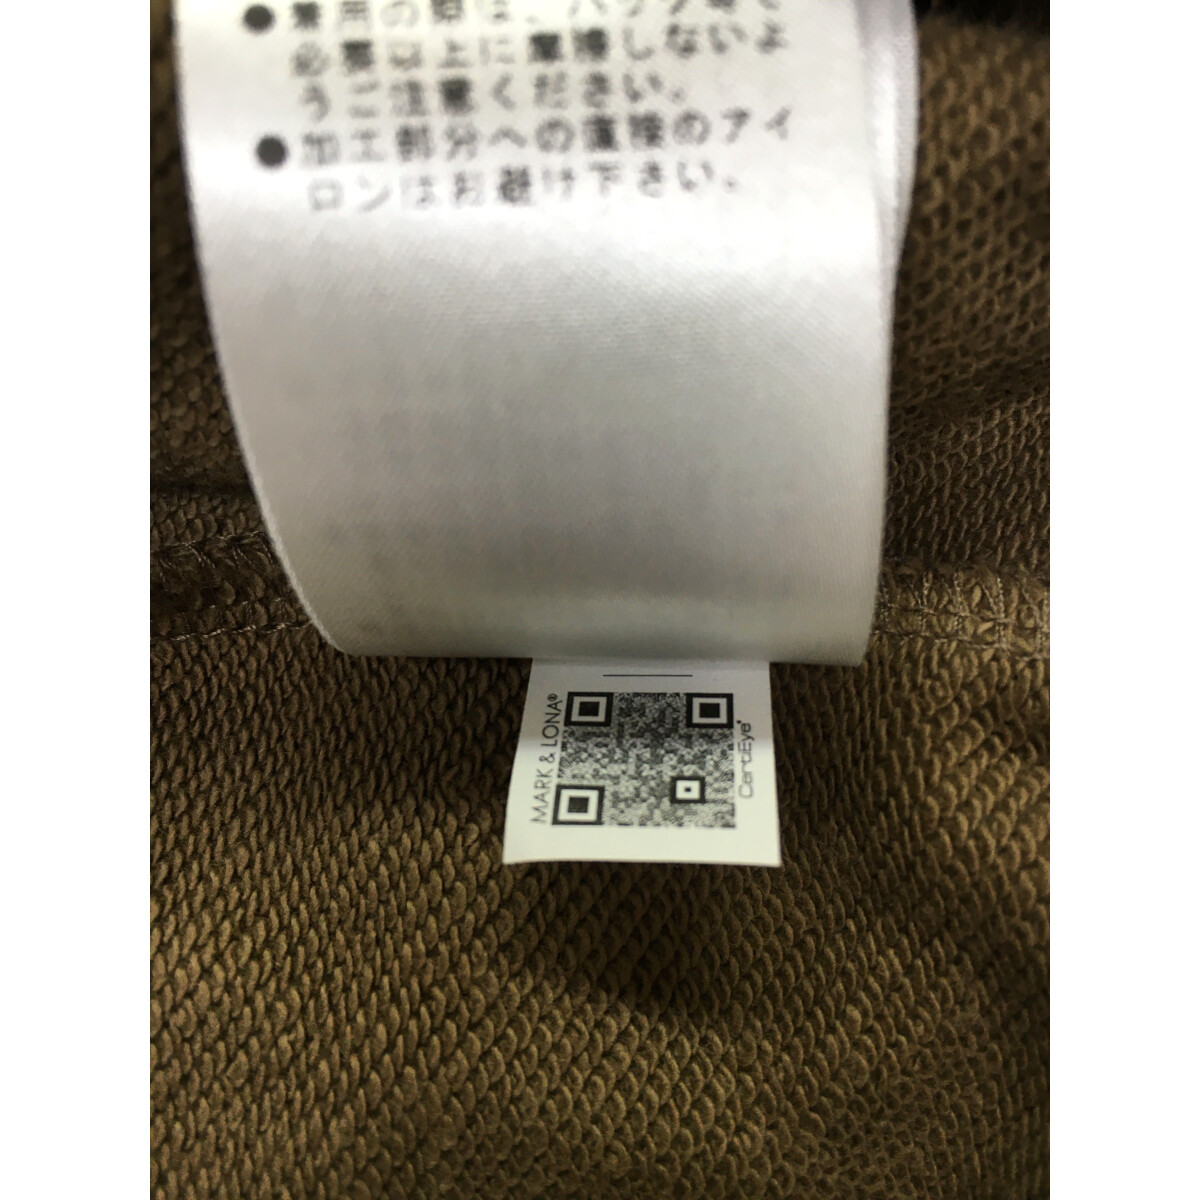 ●着用の際は、バッグ等で
必要以上に摩擦しないよ
うご注意ください。
●加工部分への直接のアイ
ロンはお避け下さい。
MARK & LONA®
CertiEye